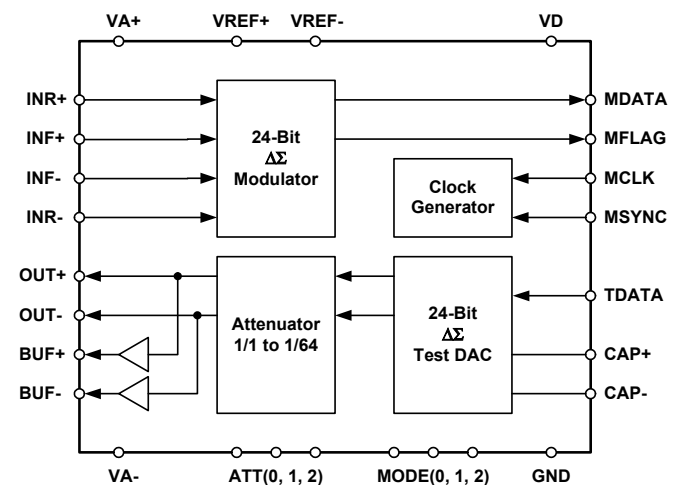 VA+ VREF+ VREF- VD
INR+
INF+
INF-
INR-
24-Bit
ΔΣ
Modulator
MDATA
MFLAG
MCLK
MSYNC
Clock
Generator
OUT+
OUT-
BUF+
BUF-
Attenuator
1/1 to 1/64
24-Bit
ΔΣ
Test DAC
TDATA
CAP+
CAP-
VA- ATT(0, 1, 2) MODE(0, 1, 2) GND